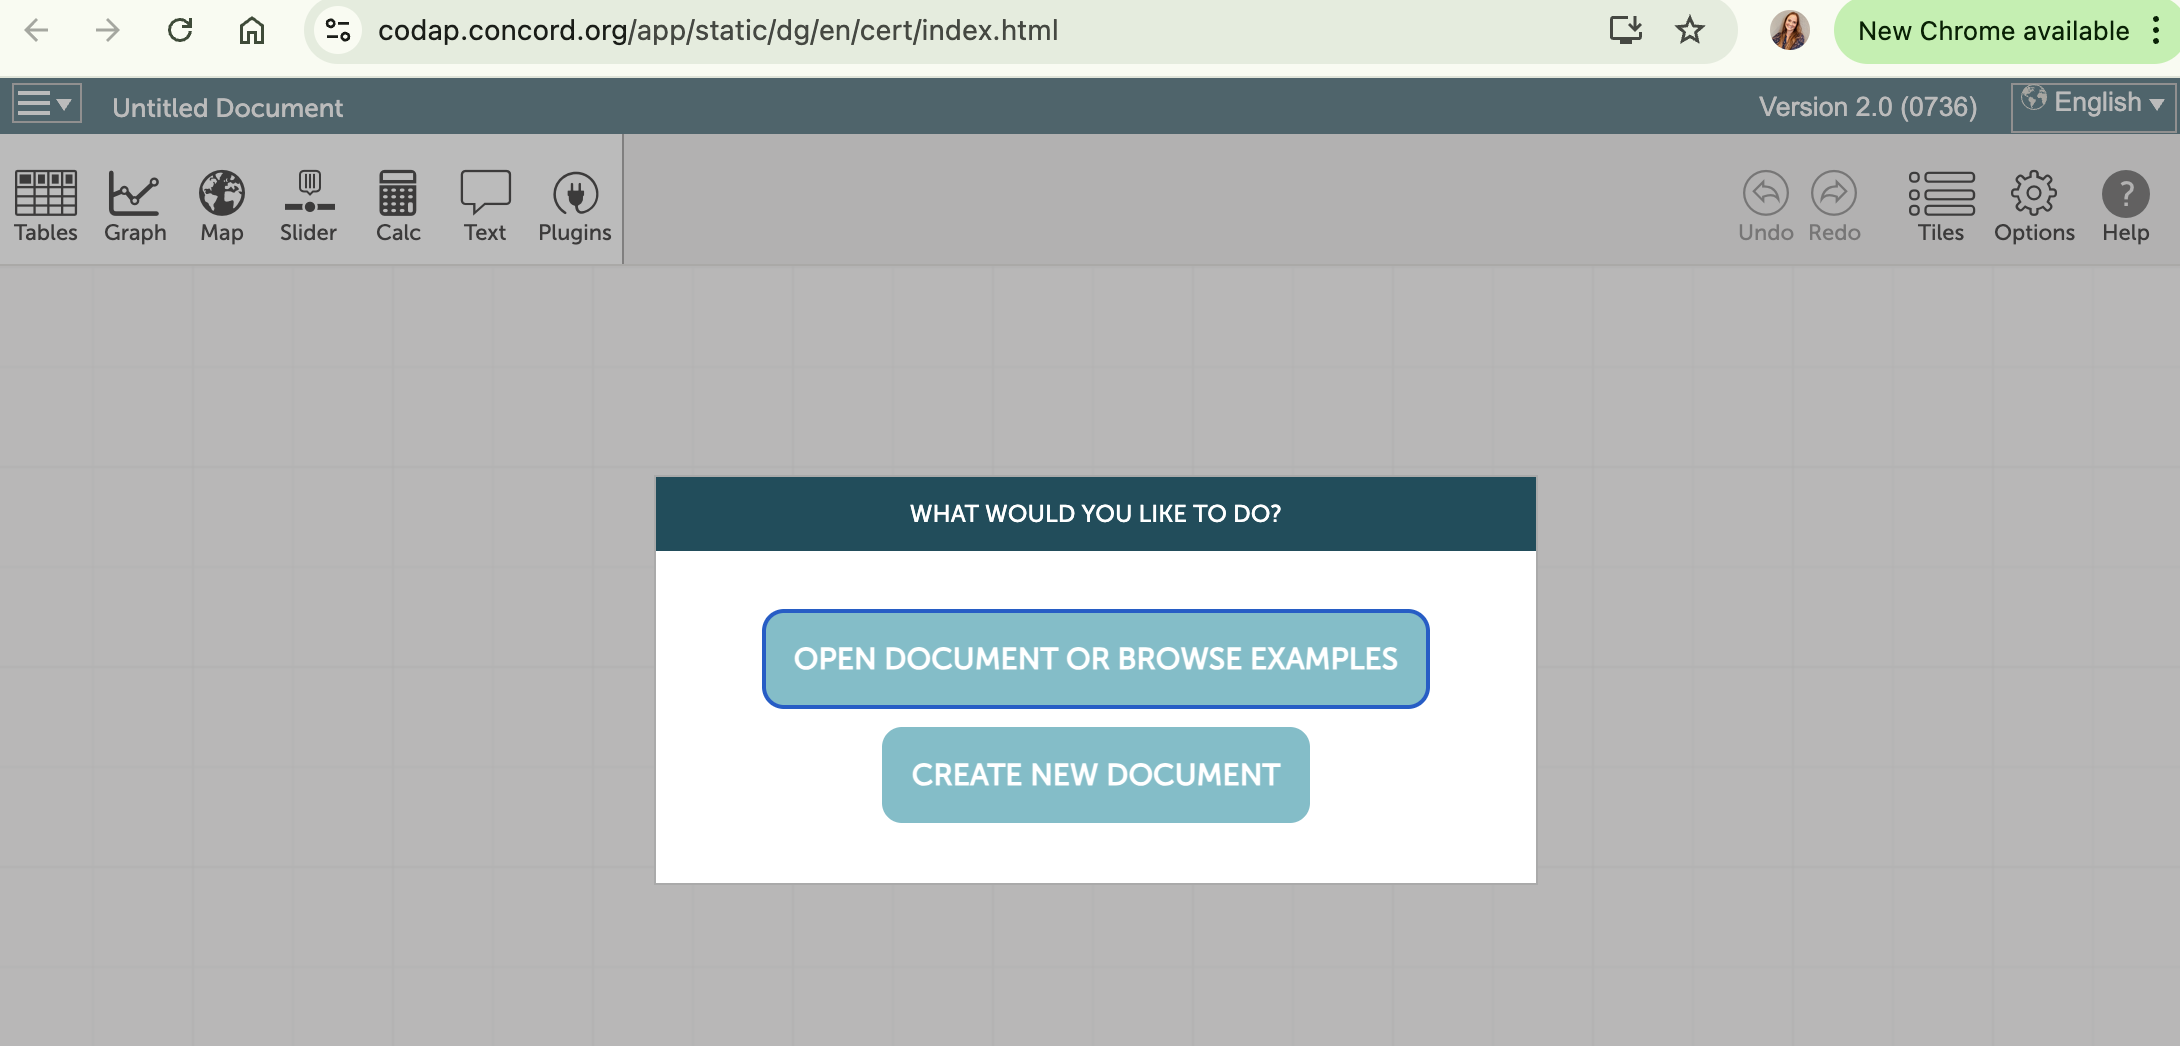 codap.concord.org/app/static/dg/en/cert/index.html
New Chrome available
Untitled Document
Version 2.0 (0736)
English
Tables
Graph
Map
Slider
Calc
Text
Plugins
Undo
Redo
Tiles
Options
? Help
WHAT WOULD YOU LIKE TO DO?
OPEN DOCUMENT OR BROWSE EXAMPLES
CREATE NEW DOCUMENT